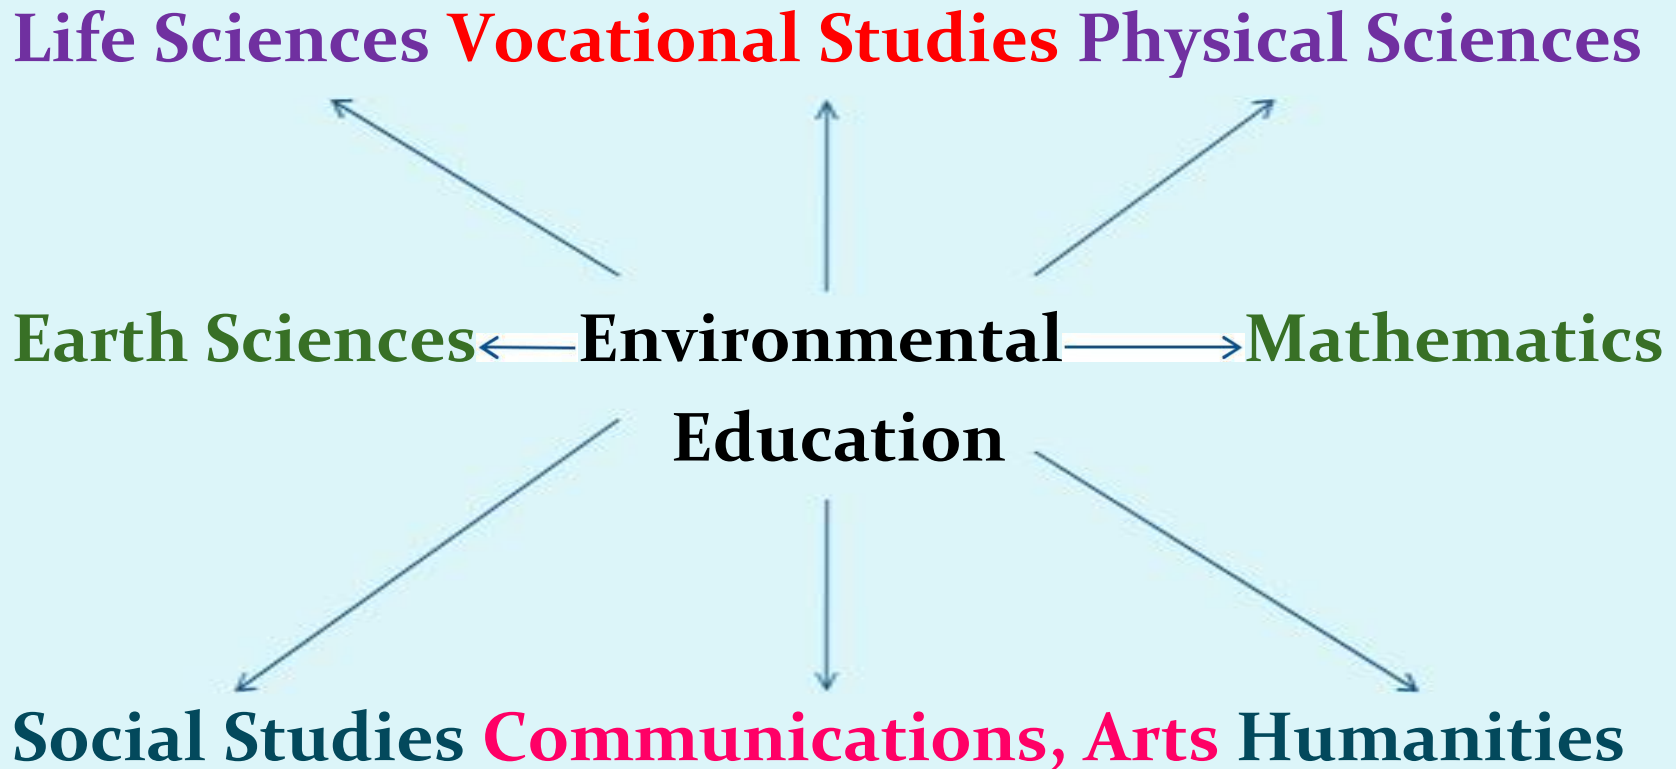 Life Sciences Vocational Studies Physical Sciences
Earth Sciences Environmental Mathematics
Education
Social Studies Communications, Arts Humanities